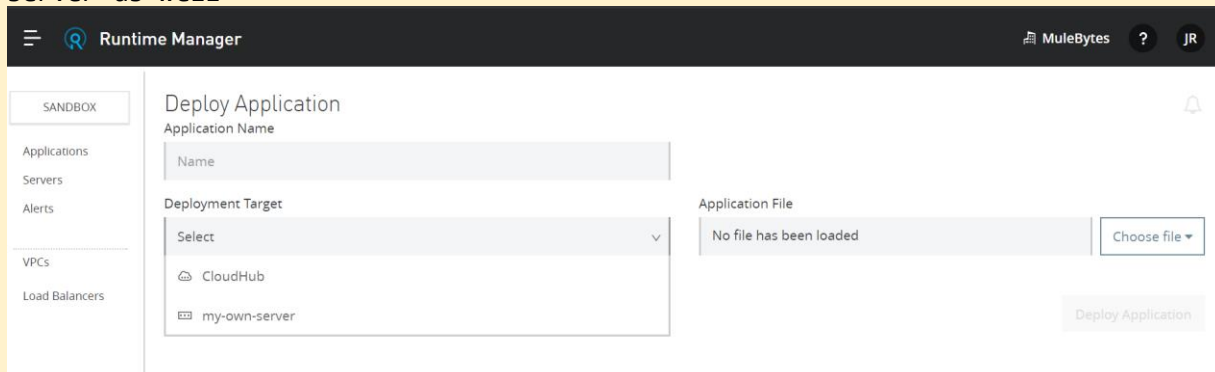 Runtime Manager
MuleBytes ? JR
SANDBOX
Applications
Servers
Alerts
VPCs
Load Balancers
Deploy Application
Application Name
Name
Deployment Target
Select
CloudHub
my-own-server
Application File
No file has been loaded
Choose file
Deploy Application